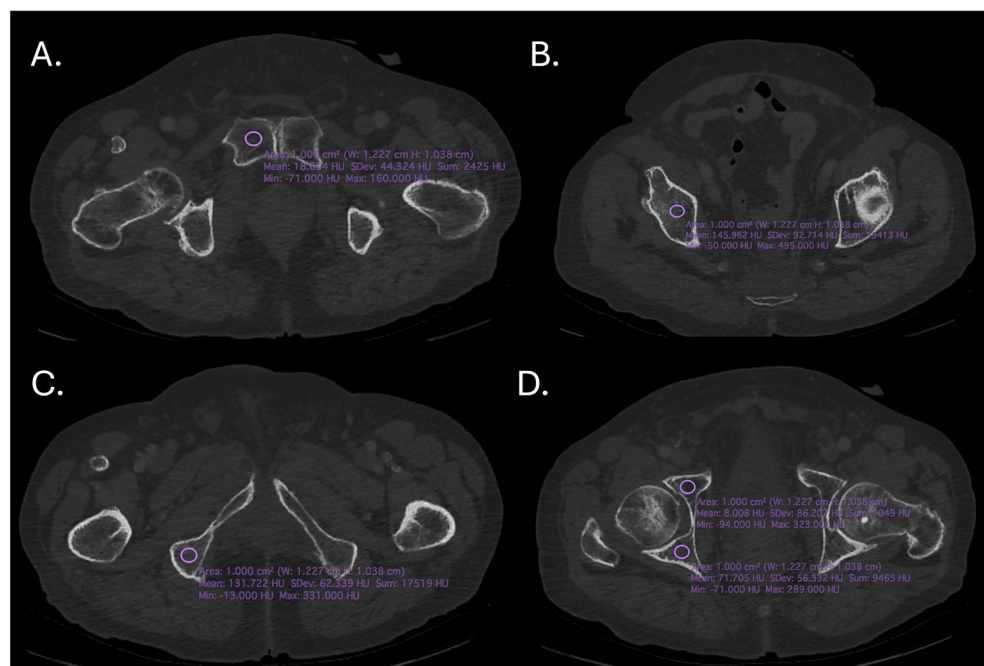 A.
Area: 1.000 cm² (W: 1.227 cm H: 1.038 cm)
SDev: 44.324 HU Sum: 2425 HU
Min: -71.000 HU Max: 160.000 HU
B.
Area: 1.000 cm² (W: 1.227 cm H: 1.038 cm)
Mean: 145.962 HU SDev: 92.714 HU Sum: 19413 HU
Min: -50.000 HU Max: 495.000 HU
C.
Area: 1.000 cm² (W: 1.227 cm H: 1.038 cm)
Mean: 131.722 HU SDev: 62.339 HU Sum: 17519 HU
Min: -13.000 HU Max: 331.000 HU
D.
Area: 1.000 cm² (W: 1.227 cm H: 1.038 cm)
Mean: 8.008 HU SDev: 86.207 HU Sum: 1049 HU
Min: -94.000 HU Max: 323.000 HU
Area: 1.000 cm² (W: 1.227 cm H: 1.038 cm)
Mean: 71.705 HU SDev: 56.332 HU Sum: 9465 HU
Min: -71.000 HU Max: 289.000 HU